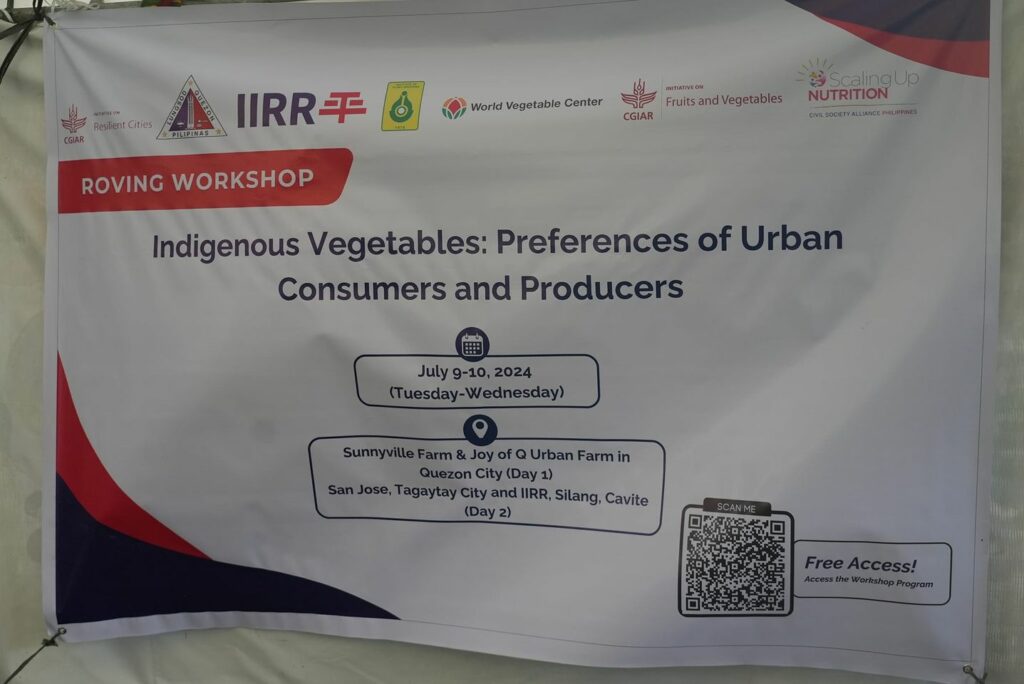 CGIAR
INITIATIVE ON
Resilient Cities
LUNGSOD QUEZON
PILIPINAS
IIRR
World Vegetable Center
CGIAR
INITIATIVE ON
Fruits and Vegetables
Scaling Up
NUTRITION
CIVIL SOCIETY ALLIANCE PHILIPPINES
ROVING WORKSHOP
Indigenous Vegetables: Preferences of Urban
Consumers and Producers
July 9-10, 2024
(Tuesday-Wednesday)
Sunnyville Farm & Joy of Q Urban Farm in
Quezon City (Day 1)
San Jose, Tagaytay City and IIRR, Silang, Cavite
(Day 2)
SCAN ME
Free Access!
Access the Workshop Program